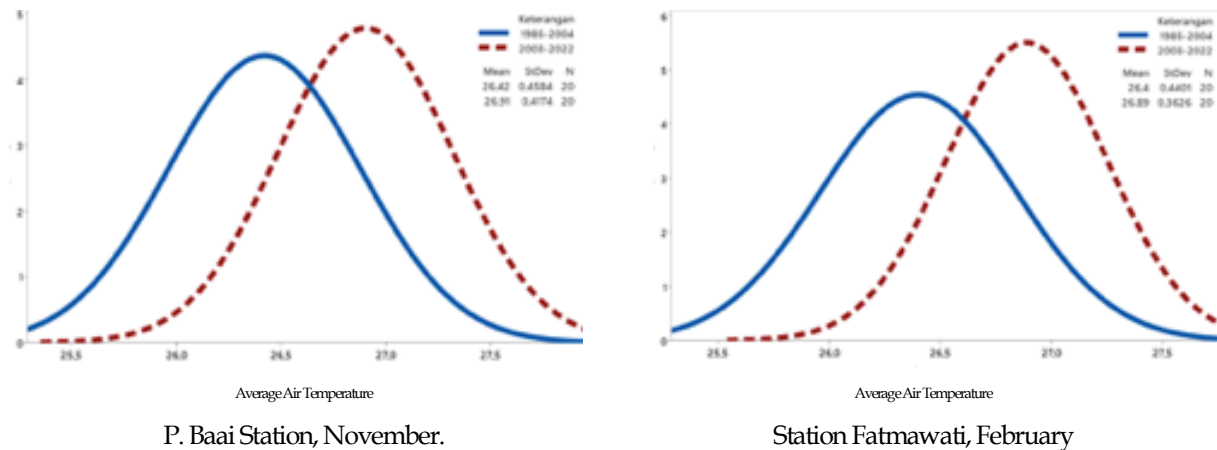 5
4
3
2
1
0
25.5 26.0 26.5 27.0 27.5
Keterangan
1985-2004
2003-2022
Mean StDev N
26.42 0.4584 20
26.91 0.4174 20
Average Air Temperature
P. Baai Station, November.
6
5
4
3
2
1
0
25.5 26.0 26.5 27.0 27.5
Keterangan
1985-2004
2003-2022
Mean StDev N
26.4 0.4401 20
26.89 0.3626 20
Average Air Temperature
Station Fatmawati, February